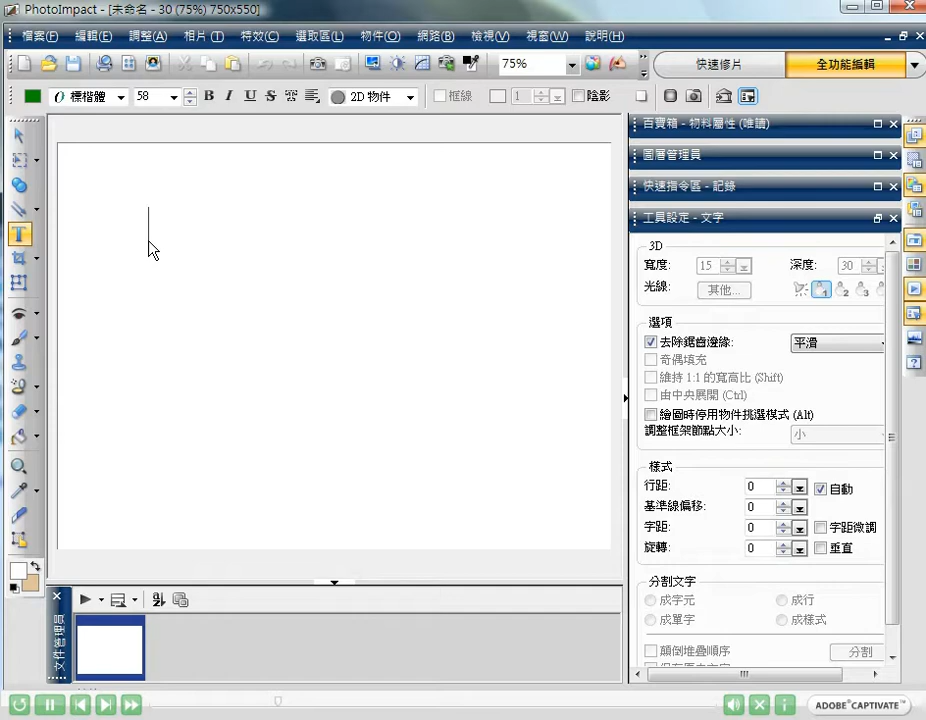 PhotoImpact - [未命名 - 30 (75%) 750x550]
檔案(F) 編輯(E) 調整(A) 相片(T) 特效(C) 選取區(L) 物件(O) 網路(B) 檢視(V) 視窗(W) 說明(H)
75% 快速修片 全功能編輯
標楷體 58 B I U S 2D 物件 框線 1 陰影
百寶箱 - 物料屬性 (唯讀)
圖層管理員
快速指令區 - 記錄
工具設定 - 文字
3D
寬度: 15 深度: 30
光線: 其他... 1 2 3
選項
去除鋸齒邊緣: 平滑
奇偶填充
維持 1:1 的寬高比 (Shift)
由中央展開 (Ctrl)
繪圖時停用物件挑選模式 (Alt)
調整框架節點大小: 小
樣式
行距: 0 自動
基準線偏移: 0
字距: 0 字距微調
旋轉: 0 垂直
分割文字
成字元 成行
成單字 成樣式
顛倒堆疊順序 分割
文件管理員
ADOBE® CAPTIVATE™